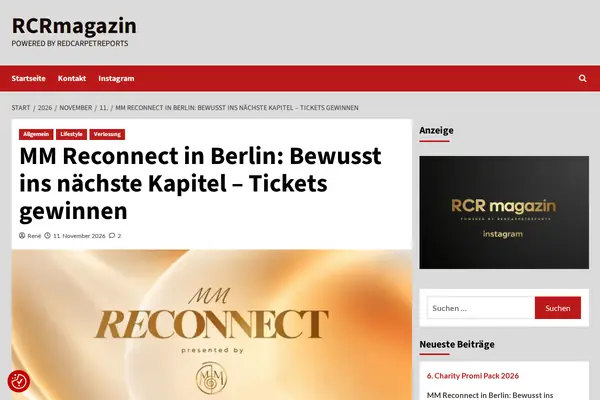 RCRmagazin
POWERED BY REDCARPETREPORTS
Startseite Kontakt Instagram
START / 2026 / NOVEMBER / 11. / MM RECONNECT IN BERLIN: BEWUSST INS NÄCHSTE KAPITEL – TICKETS GEWINNEN
Allgemein Lifestyle Verlosung
MM Reconnect in Berlin: Bewusst
ins nächste Kapitel – Tickets
gewinnen
René 11. November 2026 2
MM
RECONNECT
presented by
Anzeige
RCR magazin
POWERED BY REDCARPETREPORTS
instagram
Suchen ... Suchen
Neueste Beiträge
6. Charity Promi Pack 2026
MM Reconnect in Berlin: Bewusst ins